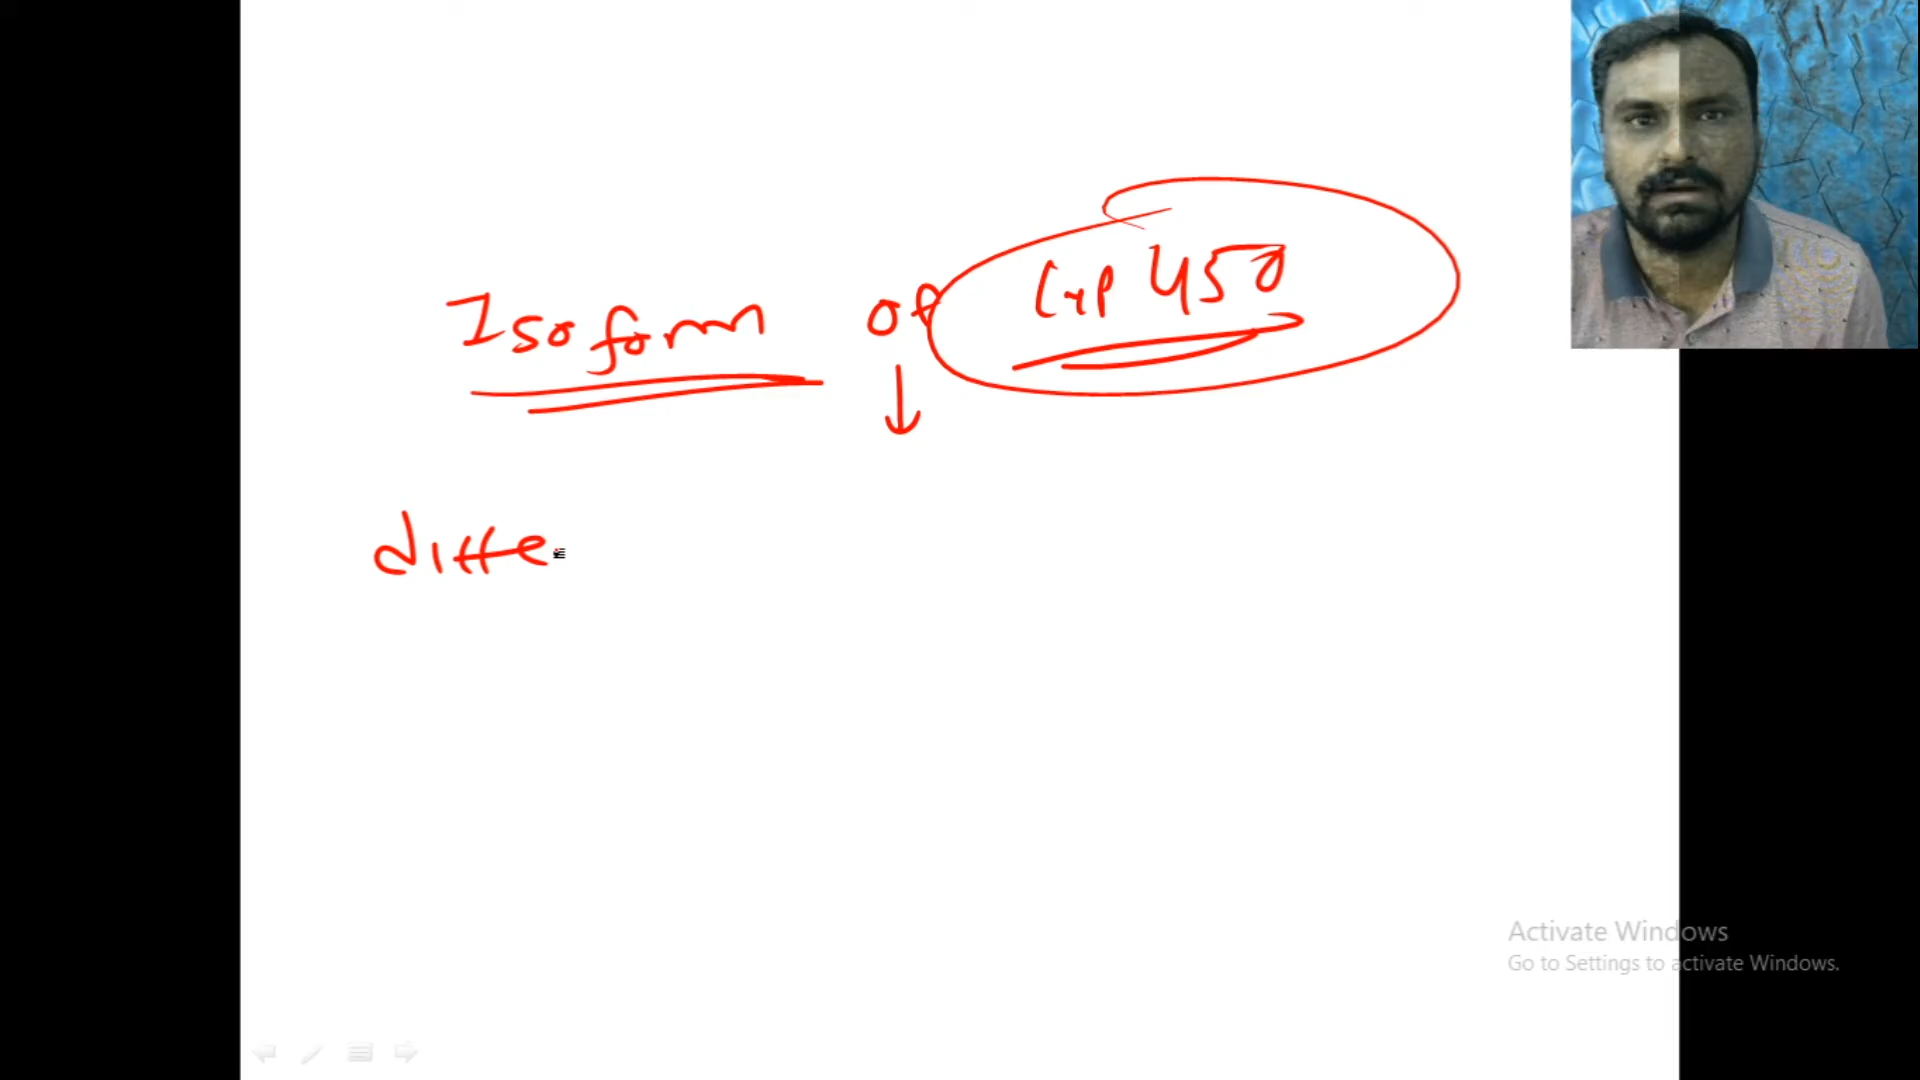 Isoform of Cyp 450
diffe
Activate Windows
Go to Settings to activate Windows.